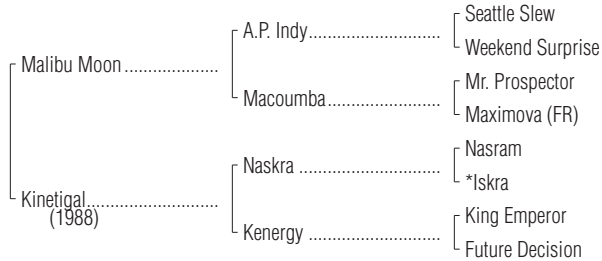 Seattle Slew
A.P. Indy
Weekend Surprise
Malibu Moon
Mr. Prospector
Macoumba
Maximova (FR)
Nasram
Naskra
*Iskra
Kinetigal
(1988)
King Emperor
Kenergy
Future Decision